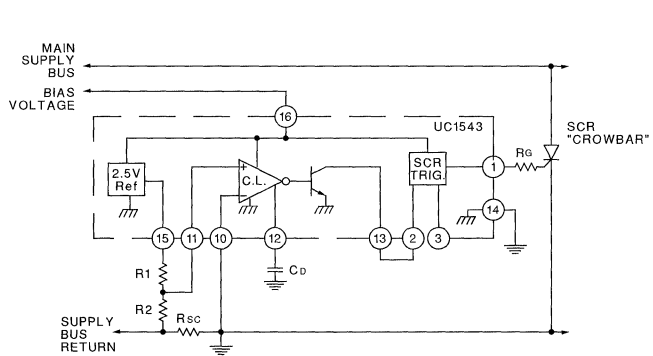 MAIN
SUPPLY
BUS
BIAS
VOLTAGE
16
UC1543
SCR
"CROWBAR"
2.5V
Ref
+
C.L.
−
SCR
TRIG.
1
RG
14
15
11
10
12
13
2
3
R1
CD
R2
RSC
SUPPLY
BUS
RETURN